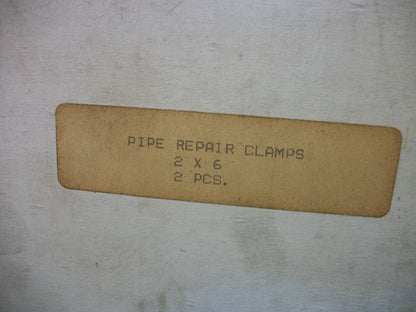 PIPE REPAIR CLAMPS
2 X 6
2 PCS.